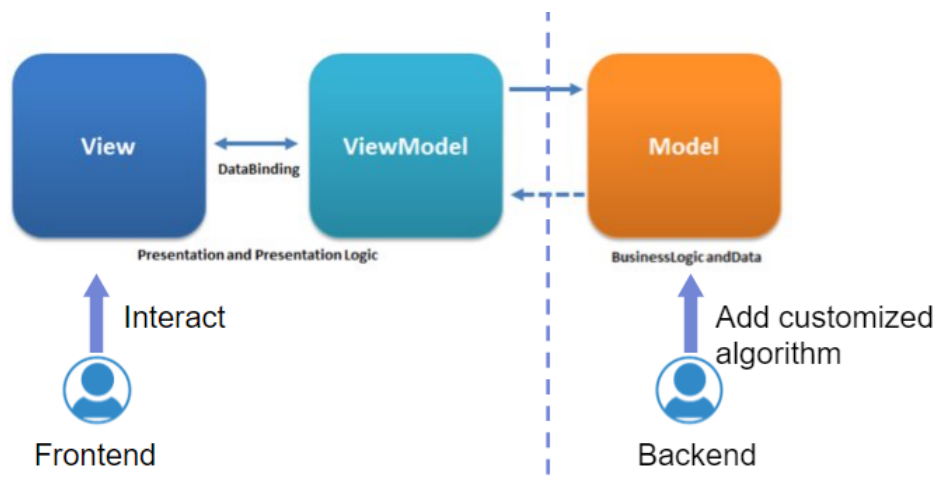 View
ViewModel
Model
DataBinding
Presentation and Presentation Logic
BusinessLogic andData
Interact
Add customized
algorithm
Frontend
Backend